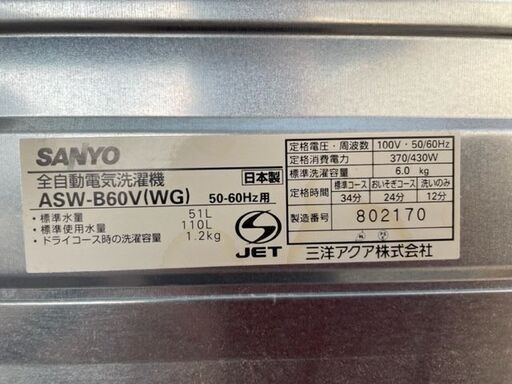 SANYO
日本製
全自動電気洗濯機
ASW-B60V(WG) 50-60Hz用
・標準水量 51L
・標準使用水量 110L
・ドライコース時の洗濯容量 1.2kg
JET
定格電圧・周波数 100V・50/60Hz
定格消費電力 370/430W
標準洗濯容量 6.0 kg
定格時間 標準コース おいそぎコース 洗いのみ
34分 24分 12分
製造番号 802170
三洋アクア株式会社